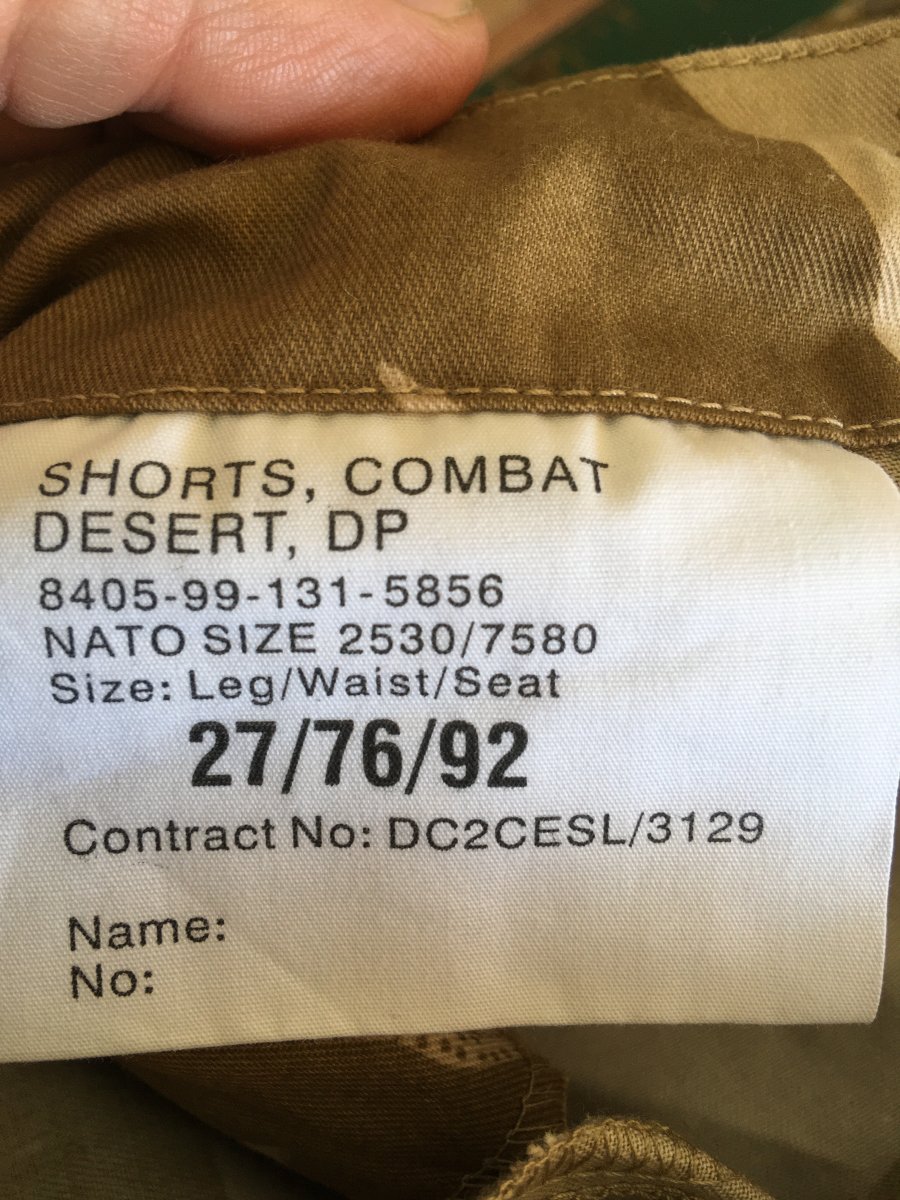 SHORTS, COMBAT
DESERT, DP
8405-99-131-5856
NATO SIZE 2530/7580
Size: Leg/Waist/Seat
27/76/92
Contract No: DC2CESL/3129
Name:
No: